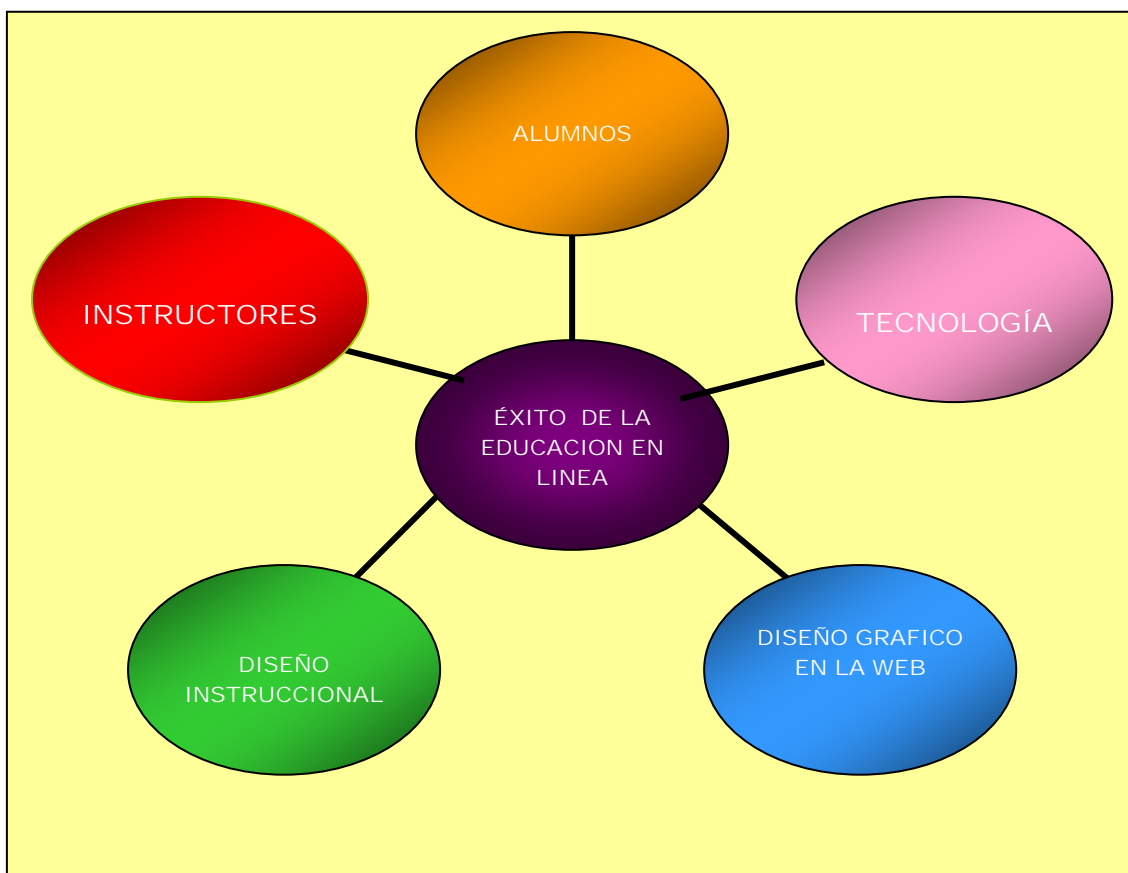 ALUMNOS
INSTRUCTORES
TECNOLOGÍA
ÉXITO DE LA
EDUCACION EN
LINEA
DISEÑO
INSTRUCCIONAL
DISEÑO GRAFICO
EN LA WEB